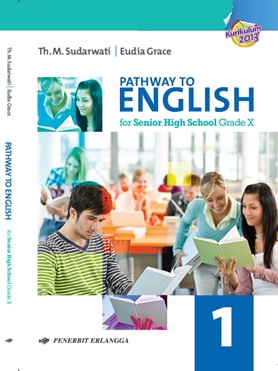 Th. M. Sudarwati | Eudia Grace
Kurikulum
2013
PATHWAY TO
ENGLISH
for Senior High School Grade X
1
PENERBIT ERLANGGA
Th. M. Sudarwati | Eudia Grace
PATHWAY TO ENGLISH
for Senior High School Grade X
1